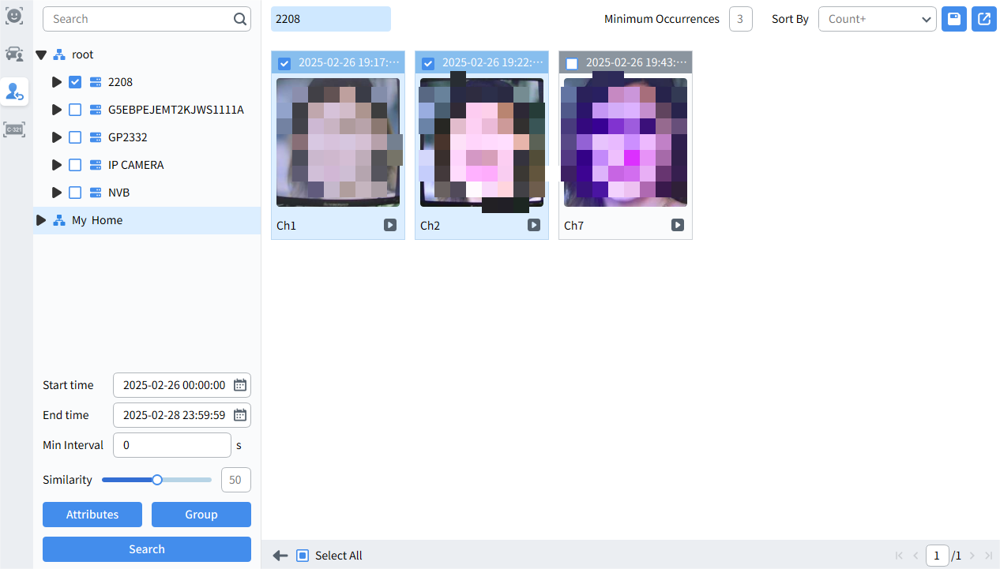 Search
root
2208
G5EBPEJEMT2KJWS1111A
GP2332
IP CAMERA
NVB
My Home
Start time 2025-02-26 00:00:00
End time 2025-02-28 23:59:59
Min Interval 0 s
Similarity 50
Attributes Group
Search
2208 Minimum Occurrences 3 Sort By Count+
2025-02-26 19:17:··· 2025-02-26 19:22:··· 2025-02-26 19:43:···
Ch1 Ch2 Ch7
Select All 1 /1
C-321